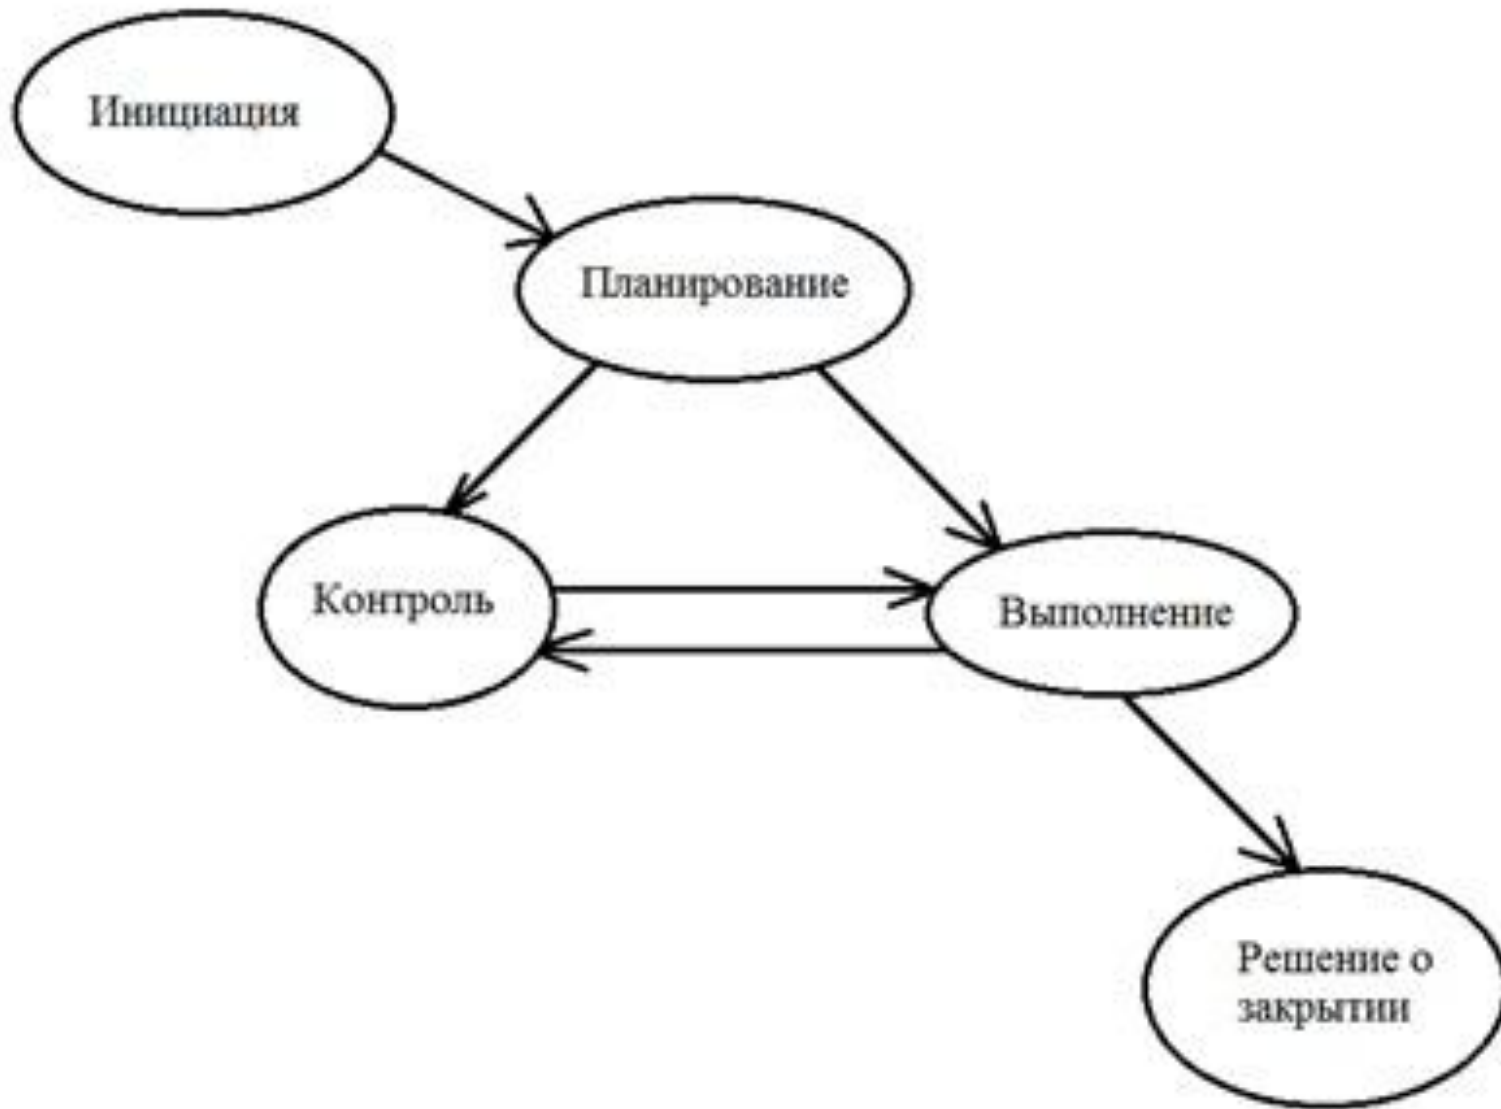 Инициация
Планирование
Контроль
Выполнение
Решение о
закрытии